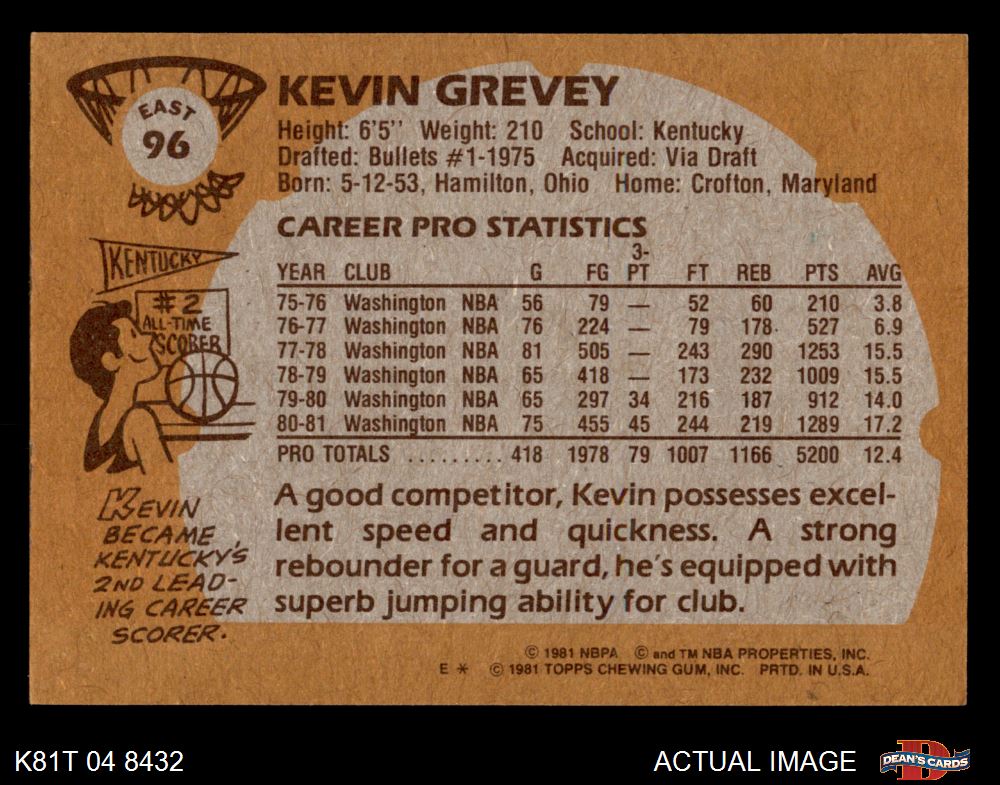 EAST
96
KEVIN GREVEY
Height: 6'5'' Weight: 210 School: Kentucky
Drafted: Bullets #1-1975 Acquired: Via Draft
Born: 5-12-53, Hamilton, Ohio Home: Crofton, Maryland
CAREER PRO STATISTICS
YEAR CLUB G FG 3-PT FT REB PTS AVG
75-76 Washington NBA 56 79 — 52 60 210 3.8
76-77 Washington NBA 76 224 — 79 178 527 6.9
77-78 Washington NBA 81 505 — 243 290 1253 15.5
78-79 Washington NBA 65 418 — 173 232 1009 15.5
79-80 Washington NBA 65 297 34 216 187 912 14.0
80-81 Washington NBA 75 455 45 244 219 1289 17.2
PRO TOTALS ......... 418 1978 79 1007 1166 5200 12.4
KENTUCKY
#2
ALL-TIME
SCORER
KEVIN
BECAME
KENTUCKY'S
2ND LEAD-
ING CAREER
SCORER.
A good competitor, Kevin possesses excel-
lent speed and quickness. A strong
rebounder for a guard, he's equipped with
superb jumping ability for club.
© 1981 NBPA © and TM NBA PROPERTIES, INC.
E * © 1981 TOPPS CHEWING GUM, INC. PRTD. IN U.S.A.
K81T 04 8432
ACTUAL IMAGE
D
DEAN'S CARDS